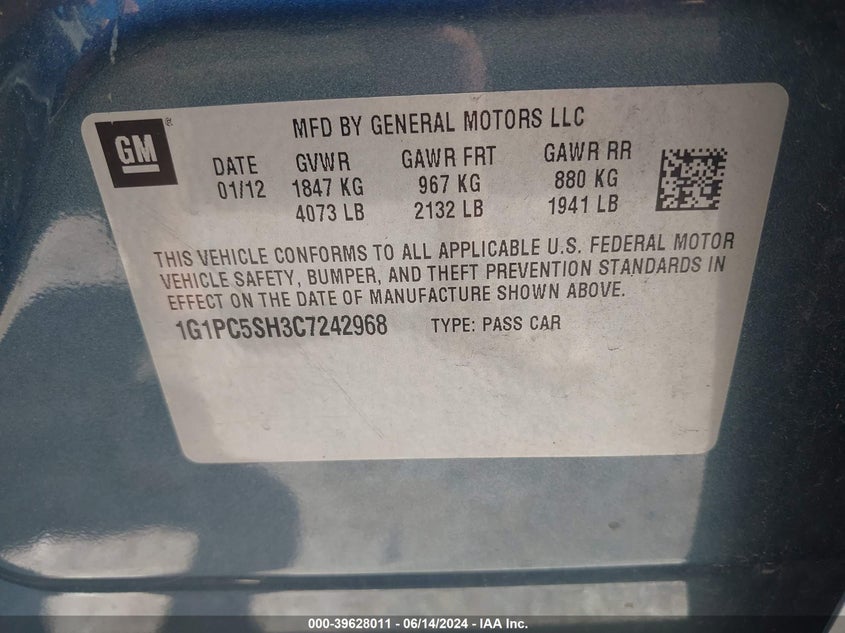 GM®
MFD BY GENERAL MOTORS LLC
DATE GVWR GAWR FRT GAWR RR
01/12 1847 KG 967 KG 880 KG
4073 LB 2132 LB 1941 LB
THIS VEHICLE CONFORMS TO ALL APPLICABLE U.S. FEDERAL MOTOR
VEHICLE SAFETY, BUMPER, AND THEFT PREVENTION STANDARDS IN
EFFECT ON THE DATE OF MANUFACTURE SHOWN ABOVE.
1G1PC5SH3C7242968 TYPE: PASS CAR
000-39628011 - 06/14/2024 - IAA Inc.